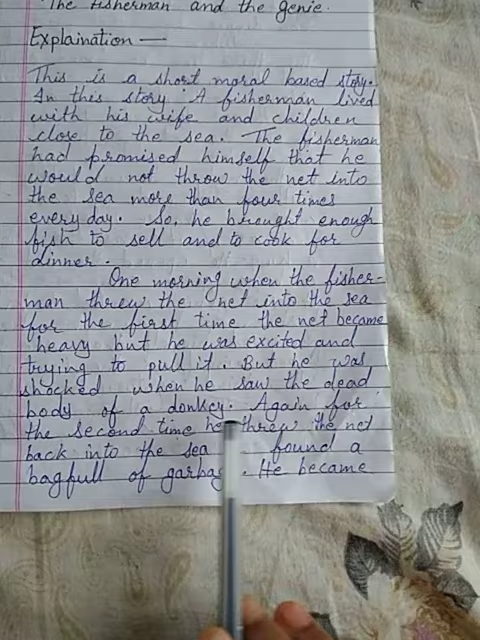 The fisherman and the genie.
Explaination —
This is a short moral based story.
In this story A fisherman lived
with his wife and children
close to the sea. The fisherman
had promised himself that he
would not throw the net into
the sea more than four times
every day. So, he brought enough
fish to sell and to cook for
dinner.
One morning when the fisher-
man threw the net into the sea
for the first time the net became
heavy but he was excited and
trying to pull it. But he was
shocked when he saw the dead
body of a donkey. Again for
the second time he threw the net
back into the sea found a
bagfull of garbag. He became